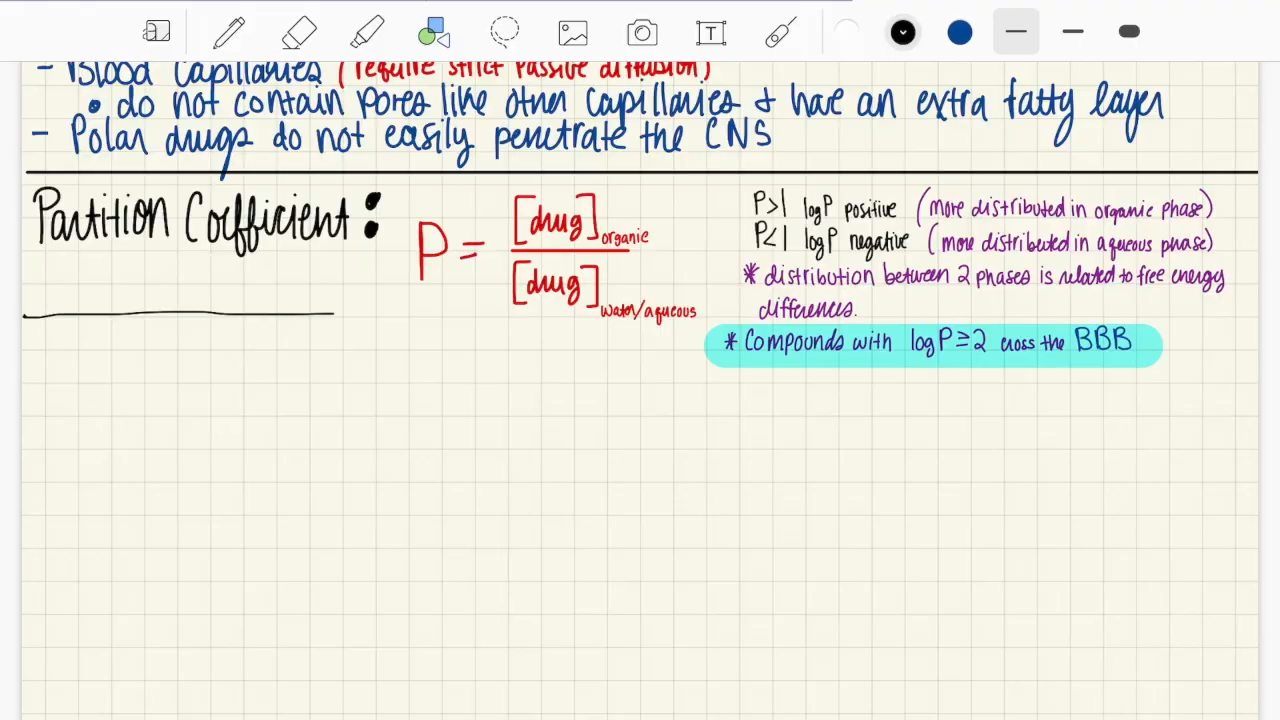 - Blood Capillaries (require strict passive diffusion)
• do not contain pores like other capillaries & have an extra fatty layer
- Polar drugs do not easily penetrate the CNS
Partition Coefficient:
P = [drug]organic
[drug]water/aqueous
P>1 logP positive (more distributed in organic phase)
P<1 logP negative (more distributed in aqueous phase)
* distribution between 2 phases is related to free energy
differences.
* Compounds with logP≥2 cross the BBB